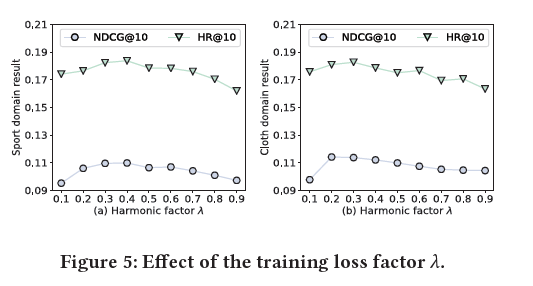 NDCG@10 HR@10
0,21
0,19
0,17
0,15
0,13
0,11
0,09
Sport domain result
0.1 0.2 0.3 0.4 0.5 0.6 0.7 0.8 0.9
(a) Harmonic factor λ
NDCG@10 HR@10
0,21
0,19
0,17
0,15
0,13
0,11
0,09
Cloth domain result
0.1 0.2 0.3 0.4 0.5 0.6 0.7 0.8 0.9
(b) Harmonic factor λ
Figure 5: Effect of the training loss factor λ.